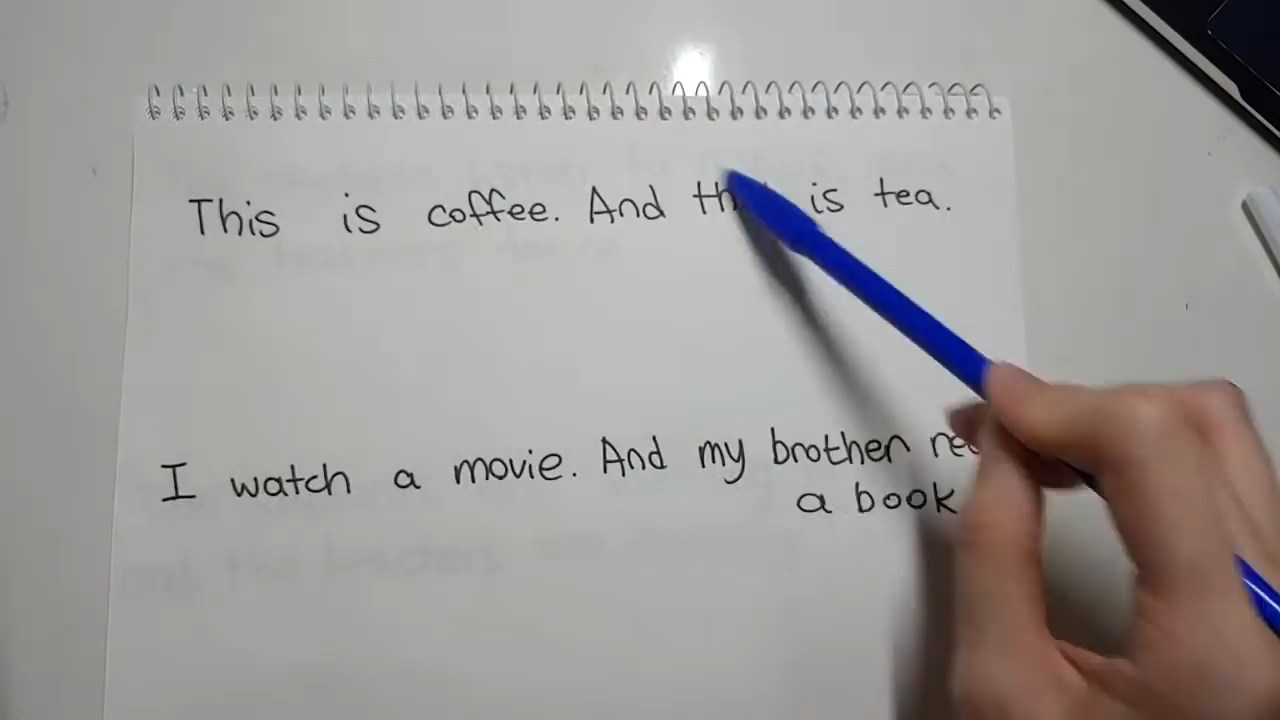 This is coffee. And is tea.
I watch a movie. And my brother
a book